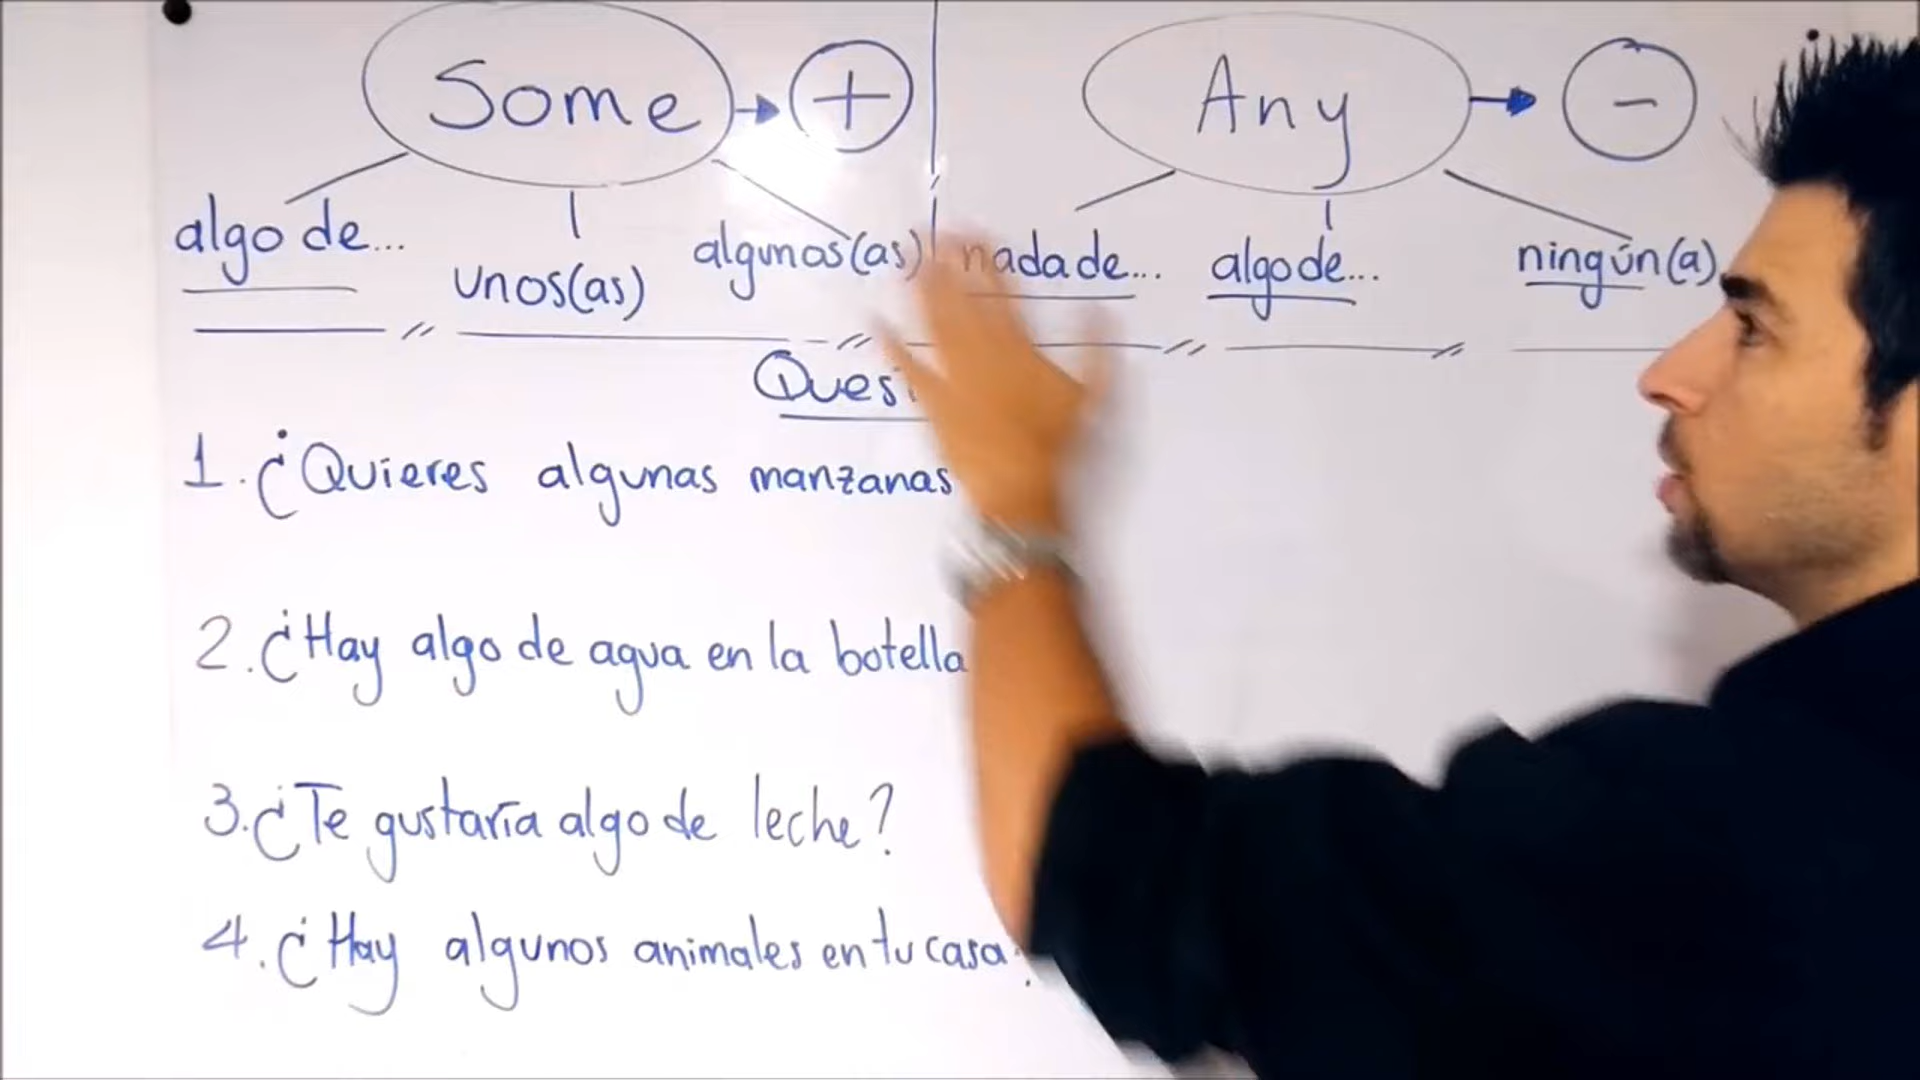 Some → + Any → -
algo de... unos(as) algunos(as) nada de... algo de... ningún(a)
1. ¿Quieres algunas manzanas
2. ¿Hay algo de agua en la botella
3. ¿Te gustaría algo de leche?
4. ¿Hay algunos animales en tu casa?